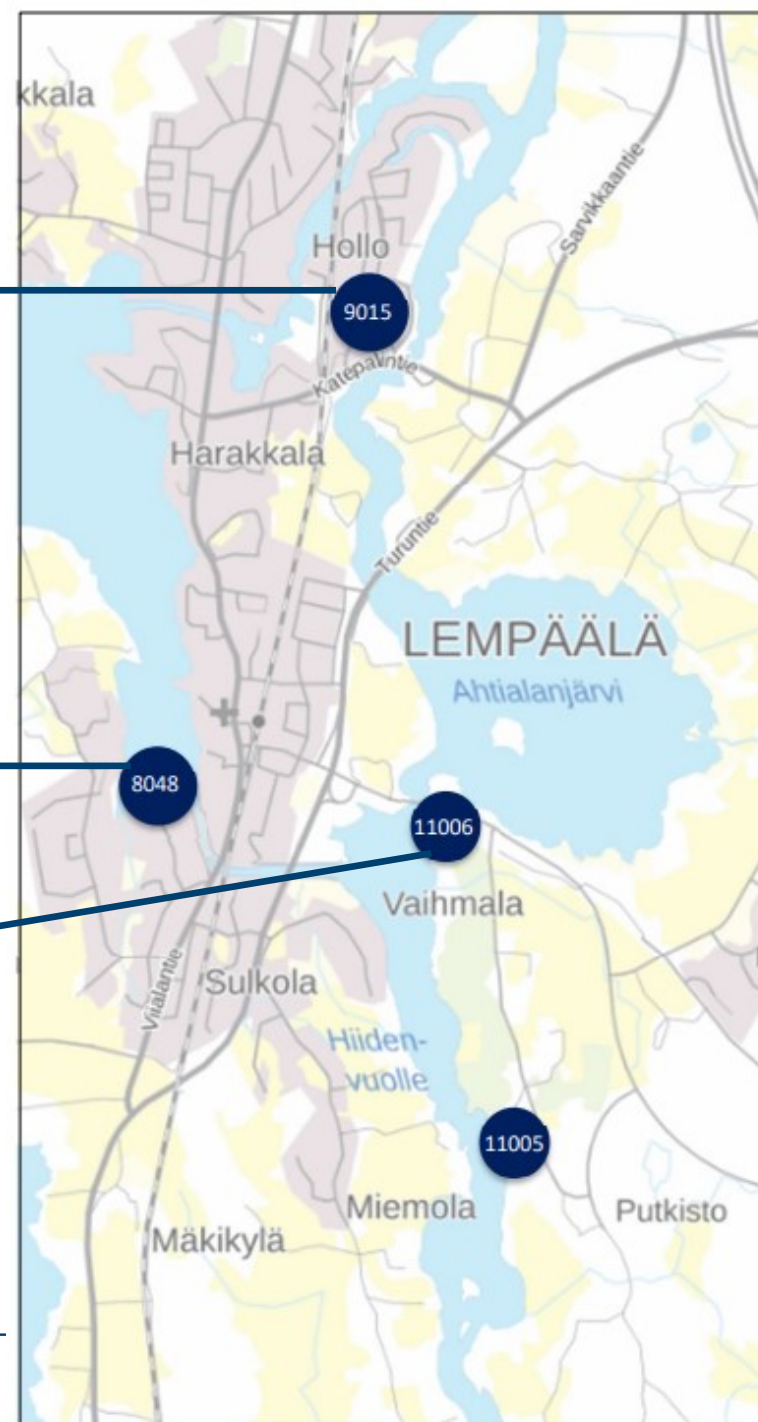 kkala
Sarvikkaantie
Hollo
9015
Katepalintie
Harakkala
Turuntie
LEMPÄÄLÄ
Ahtialanjärvi
8048
11006
Vaihmala
Viialantie
Sulkola
Hiiden-
vuolle
11005
Miemola
Putkisto
Mäkikylä